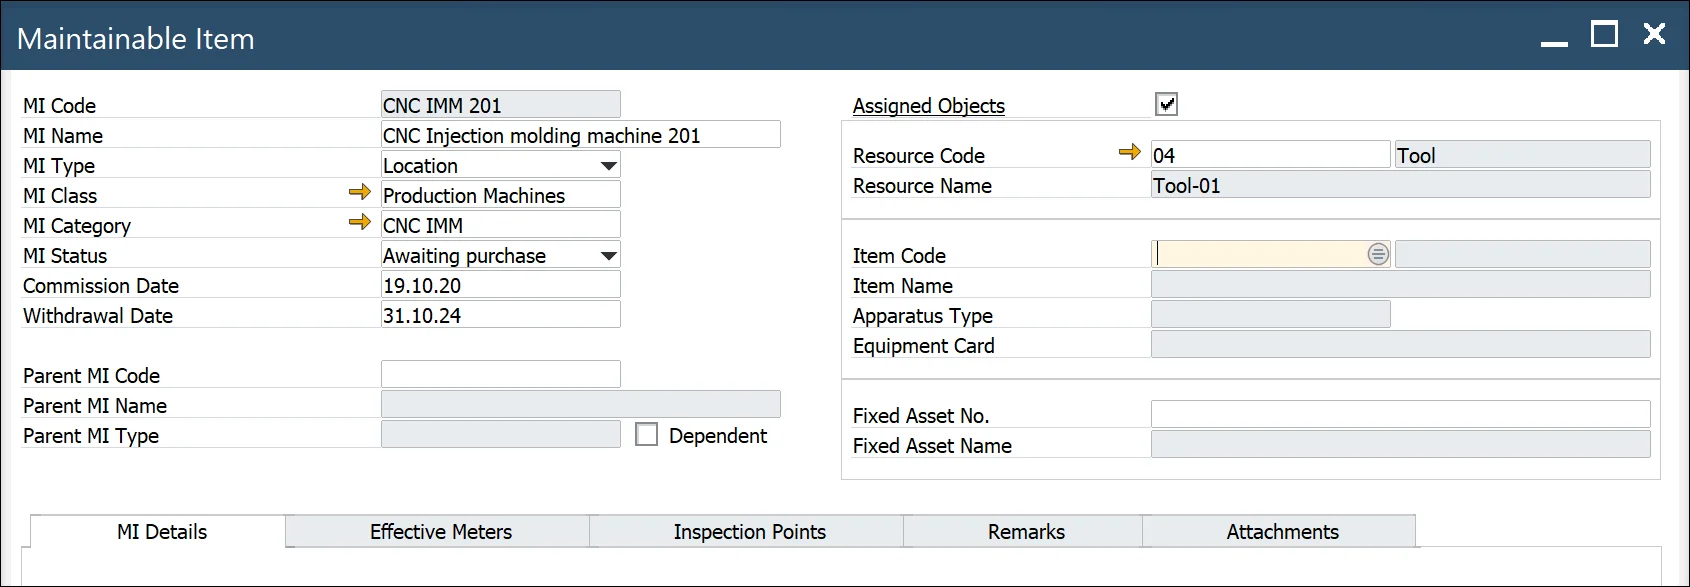 Maintainable Item
MI Code CNC IMM 201
MI Name CNC Injection molding machine 201
MI Type Location
MI Class Production Machines
MI Category CNC IMM
MI Status Awaiting purchase
Commission Date 19.10.20
Withdrawal Date 31.10.24
Parent MI Code
Parent MI Name
Parent MI Type Dependent
Assigned Objects
Resource Code 04 Tool
Resource Name Tool-01
Item Code
Item Name
Apparatus Type
Equipment Card
Fixed Asset No.
Fixed Asset Name
MI Details Effective Meters Inspection Points Remarks Attachments